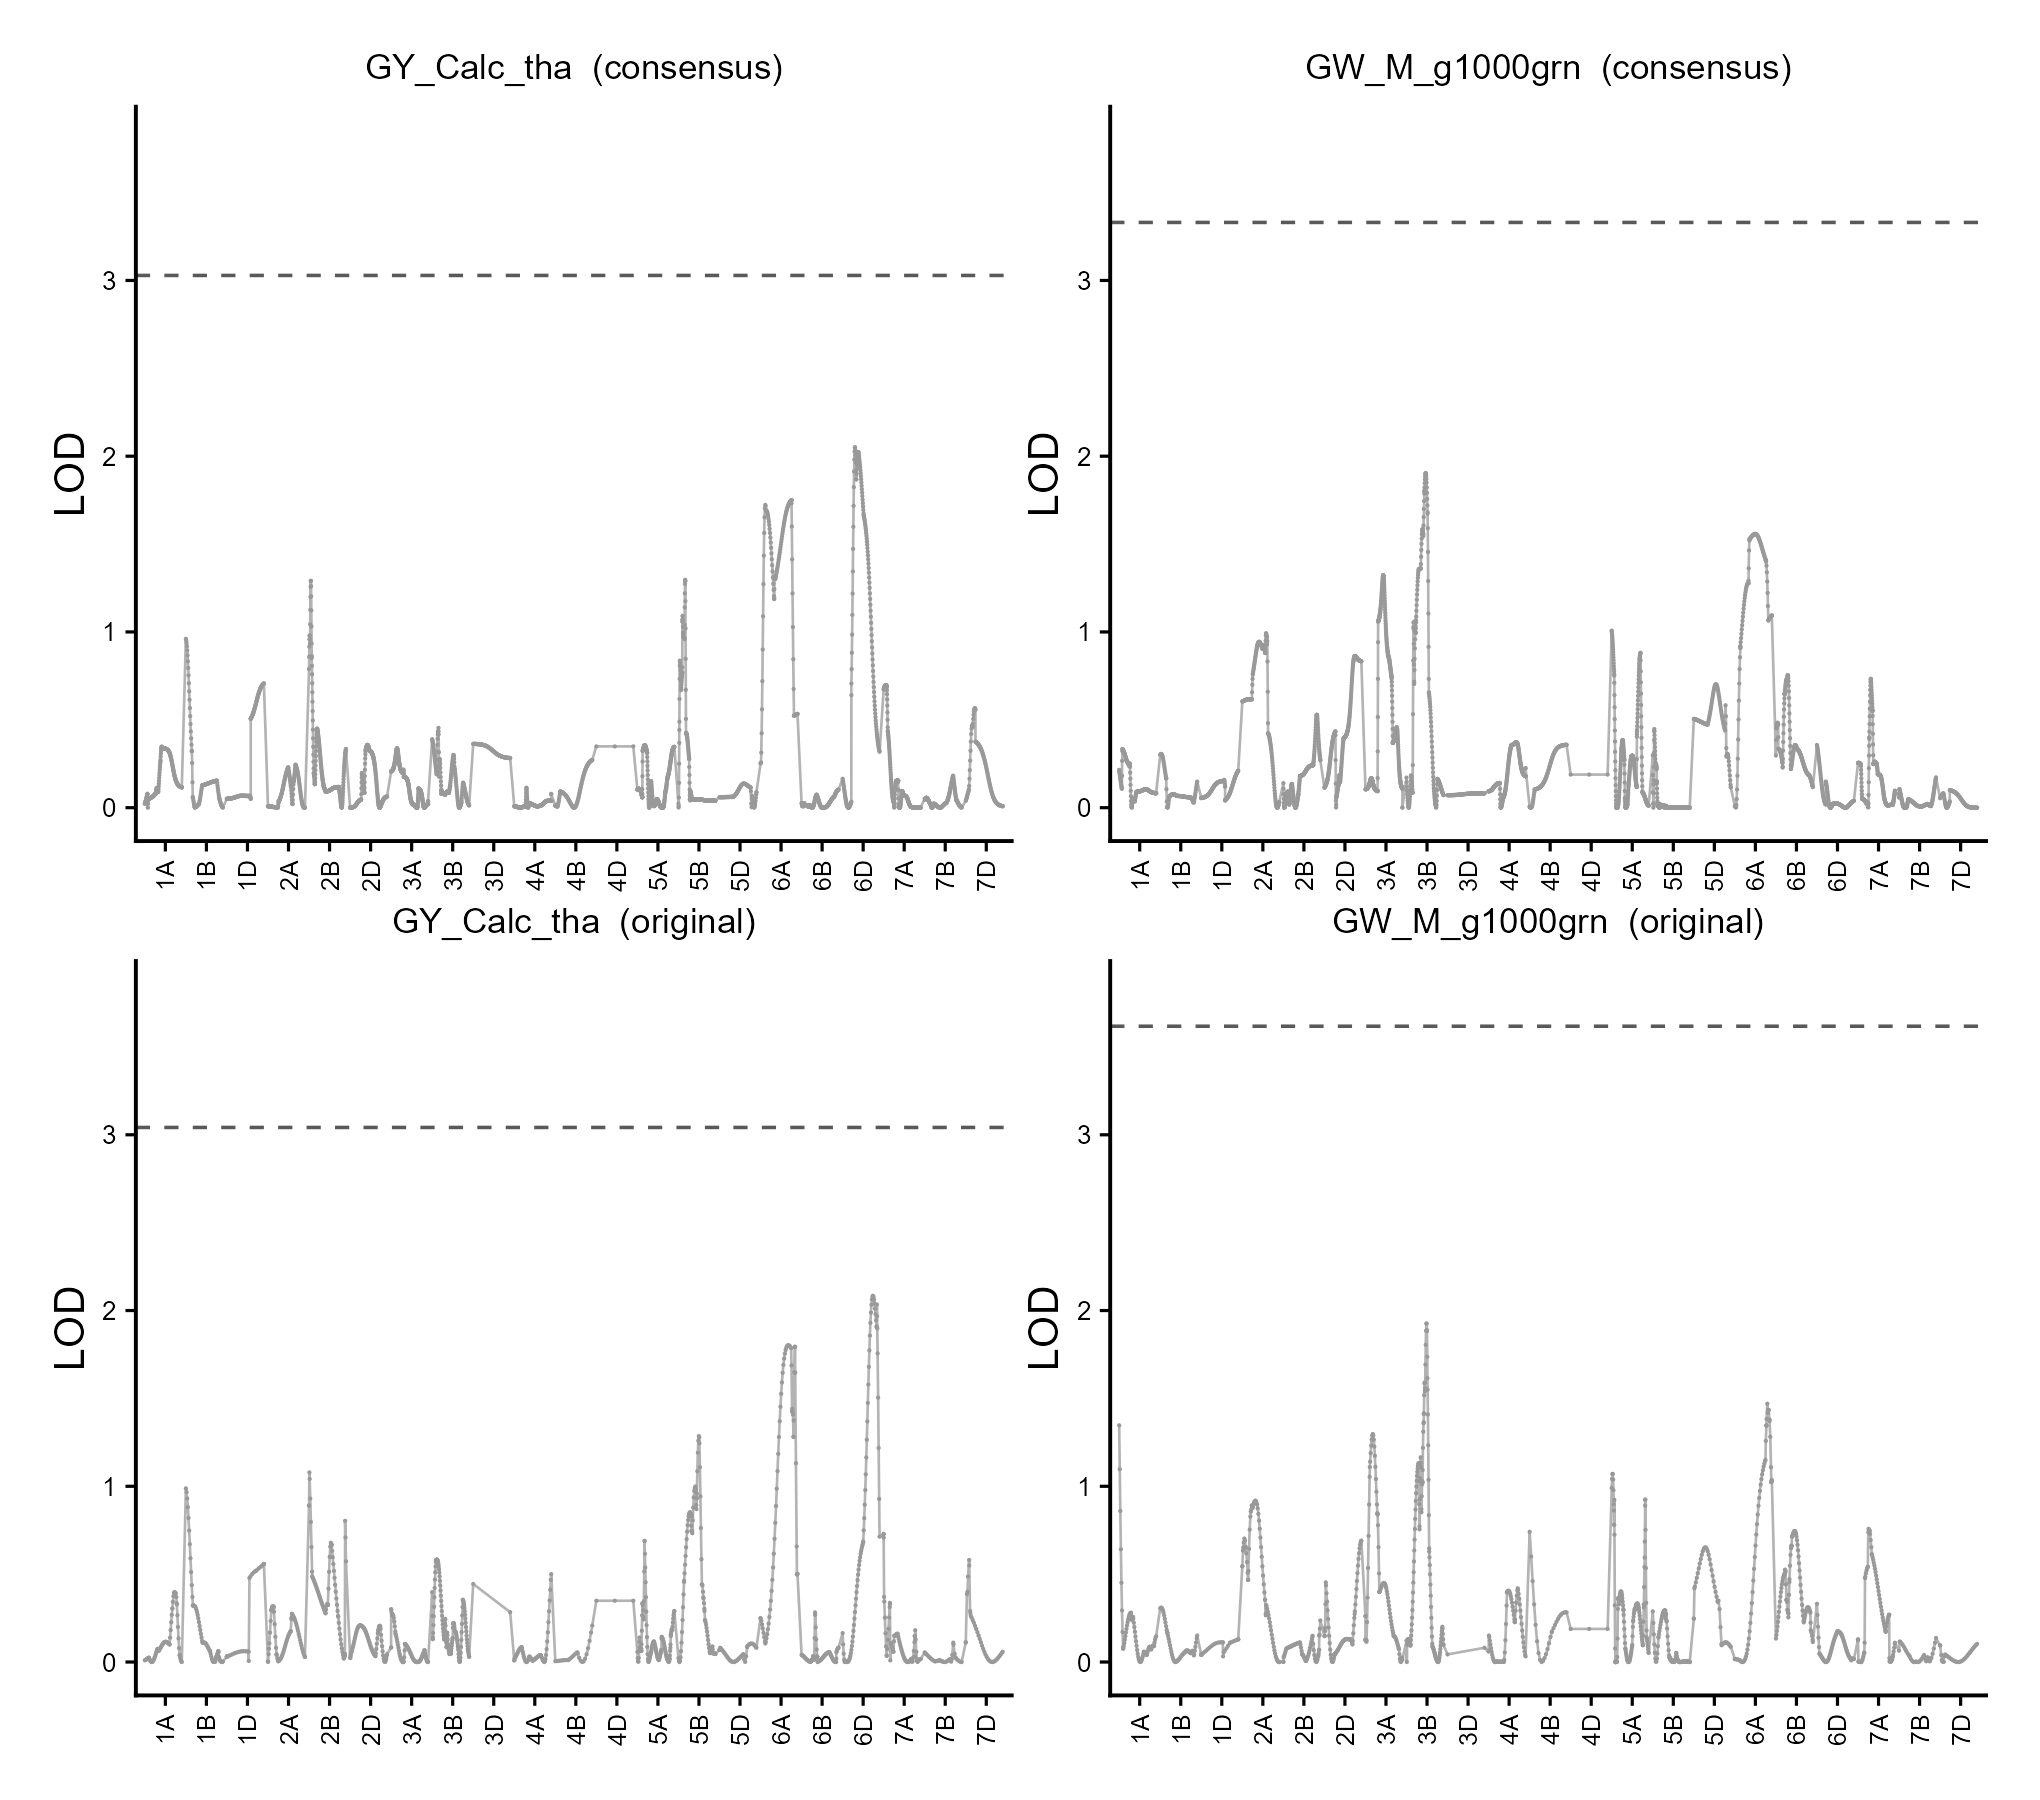 GY_Calc_tha (consensus)
LOD
3
2
1
0
1A 1B 1D 2A 2B 2D 3A 3B 3D 4A 4B 4D 5A 5B 5D 6A 6B 6D 7A 7B 7D
GW_M_g1000grn (consensus)
LOD
3
2
1
0
1A 1B 1D 2A 2B 2D 3A 3B 3D 4A 4B 4D 5A 5B 5D 6A 6B 6D 7A 7B 7D
GY_Calc_tha (original)
LOD
3
2
1
0
1A 1B 1D 2A 2B 2D 3A 3B 3D 4A 4B 4D 5A 5B 5D 6A 6B 6D 7A 7B 7D
GW_M_g1000grn (original)
LOD
3
2
1
0
1A 1B 1D 2A 2B 2D 3A 3B 3D 4A 4B 4D 5A 5B 5D 6A 6B 6D 7A 7B 7D